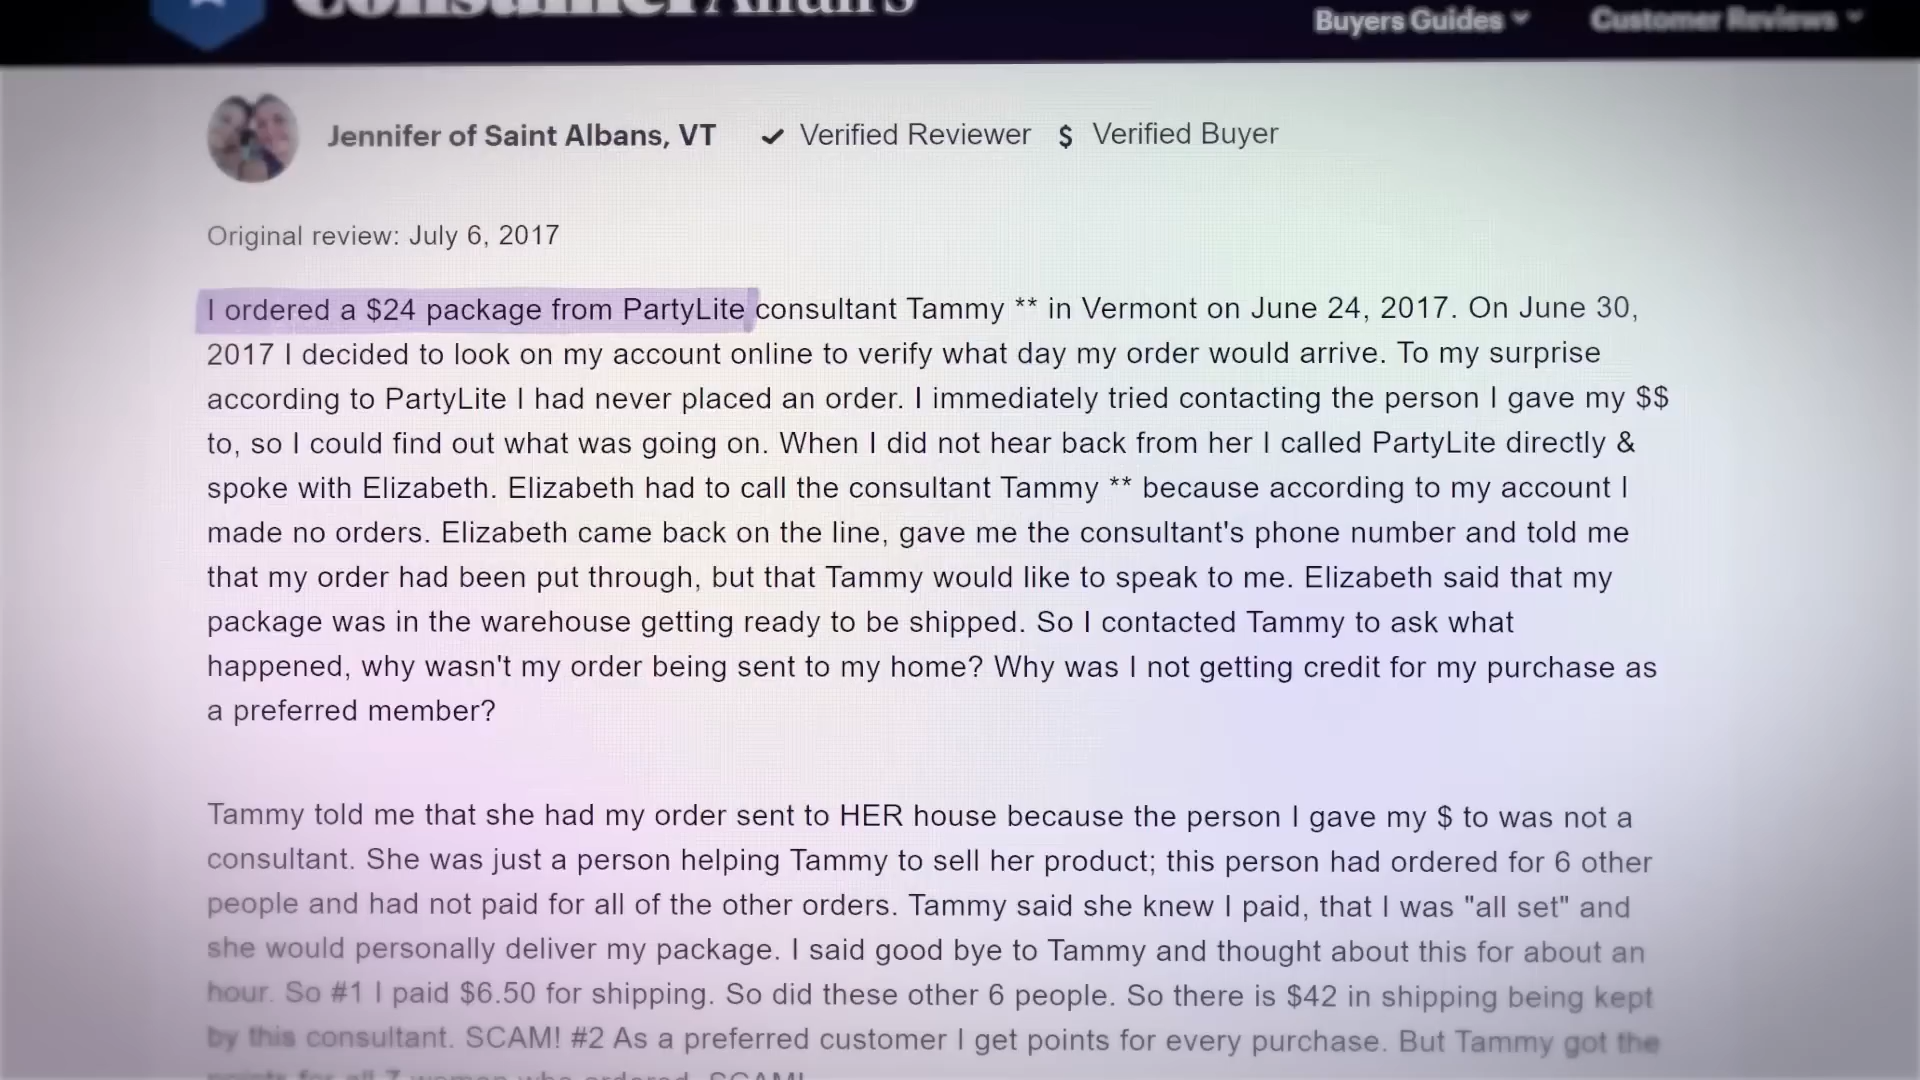 ConsumerAffairs
Buyers Guides
Customer Reviews
Jennifer of Saint Albans, VT
Verified Reviewer
$ Verified Buyer
Original review: July 6, 2017
I ordered a $24 package from PartyLite consultant Tammy ** in Vermont on June 24, 2017. On June 30,
2017 I decided to look on my account online to verify what day my order would arrive. To my surprise
according to PartyLite I had never placed an order. I immediately tried contacting the person I gave my $$
to, so I could find out what was going on. When I did not hear back from her I called PartyLite directly &
spoke with Elizabeth. Elizabeth had to call the consultant Tammy ** because according to my account I
made no orders. Elizabeth came back on the line, gave me the consultant's phone number and told me
that my order had been put through, but that Tammy would like to speak to me. Elizabeth said that my
package was in the warehouse getting ready to be shipped. So I contacted Tammy to ask what
happened, why wasn't my order being sent to my home? Why was I not getting credit for my purchase as
a preferred member?
Tammy told me that she had my order sent to HER house because the person I gave my $ to was not a
consultant. She was just a person helping Tammy to sell her product; this person had ordered for 6 other
people and had not paid for all of the other orders. Tammy said she knew I paid, that I was "all set" and
she would personally deliver my package. I said good bye to Tammy and thought about this for about an
hour. So #1 I paid $6.50 for shipping. So did these other 6 people. So there is $42 in shipping being kept
by this consultant. SCAM! #2 As a preferred customer I get points for every purchase. But Tammy got the
points for all 7 women who ordered. SCAM!